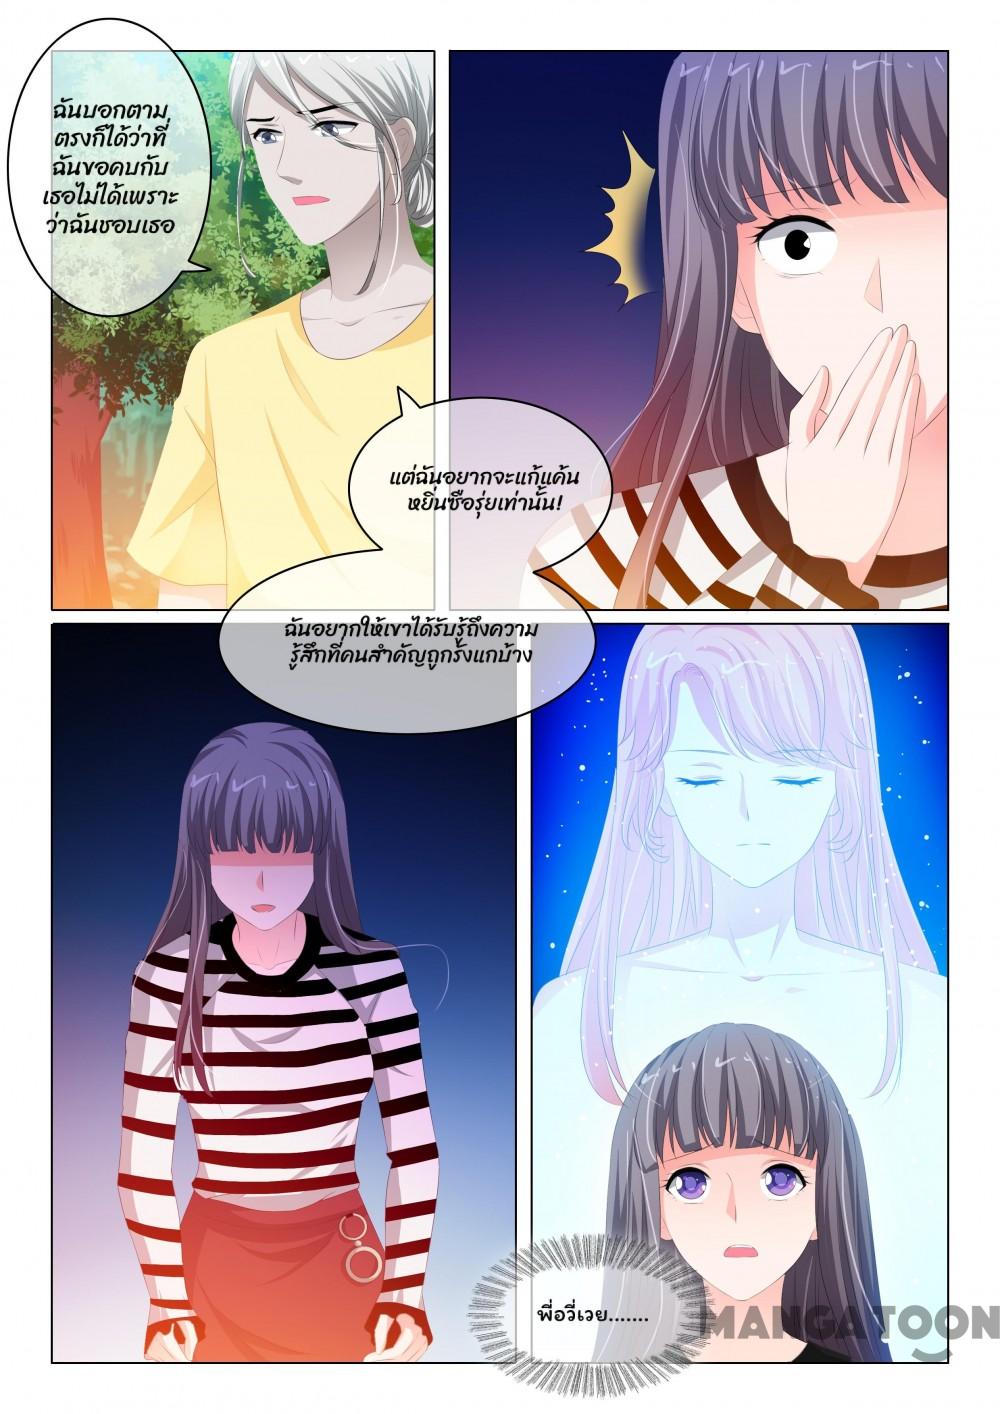 ฉันบอกตาม
ตรงก็ได้ว่าที่
ฉันขอคบกับ
เธอไม่ได้เพราะ
ว่าฉันชอบเธอ
แต่ฉันอยากจะแก้แค้น
หยิ่นซือรุ่ยเท่านั้น!
ฉันอยากให้เขาได้รับรู้ถึงความ
รู้สึกที่คนสำคัญถูกรังแกบ้าง
พี่อวี่เวย.......
MANGATOON